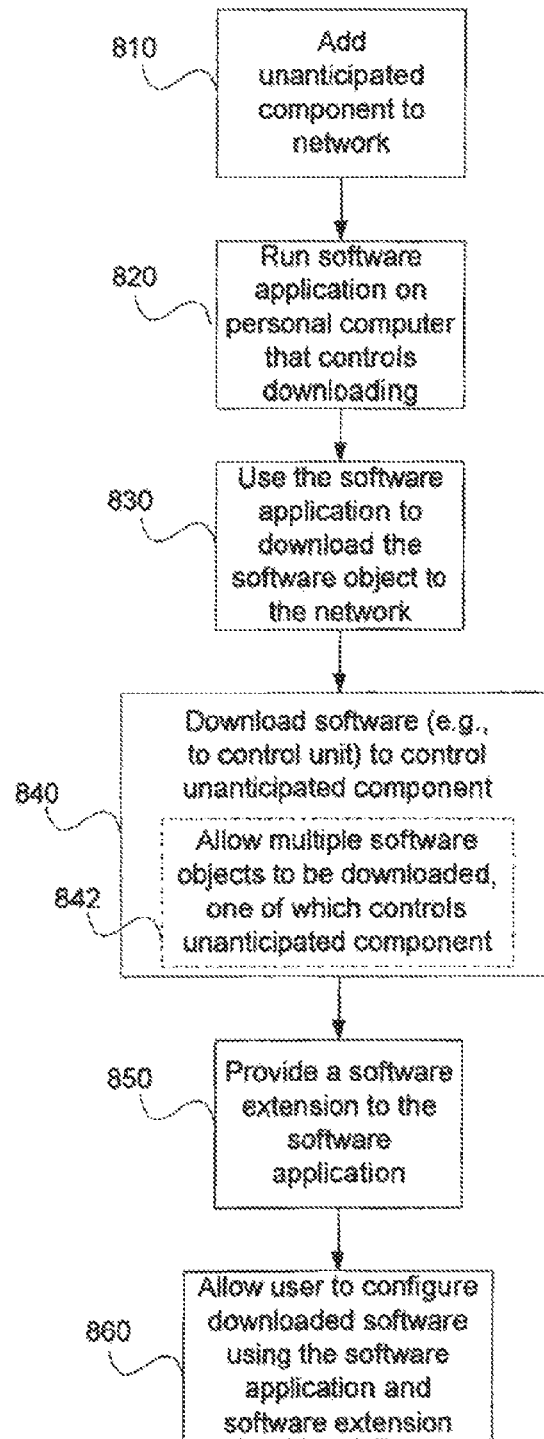 810
Add
unanticipated
component to
network
820
Run software
application on
personal computer
that controls
downloading
830
Use the software
application to
download the
software object to
the network
840
Download software (e.g.,
to control unit) to control
unanticipated component
842
Allow multiple software
objects to be downloaded,
one of which controls
unanticipated component
850
Provide a software
extension to the
software
application
860
Allow user to configure
downloaded software
using the software
application and
software extension